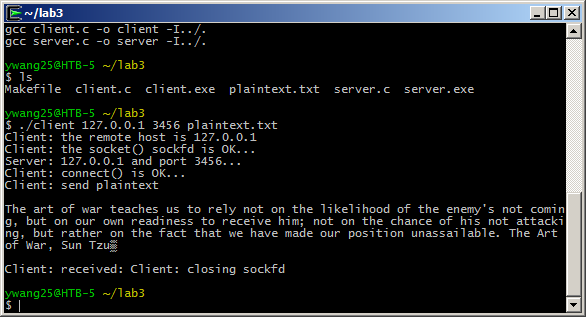 ~/lab3
gcc client.c -o client -I../.
gcc server.c -o server -I../.
ywang25@HTB-5 ~/lab3
$ ls
Makefile  client.c  client.exe  plaintext.txt  server.c  server.exe
ywang25@HTB-5 ~/lab3
$ ./client 127.0.0.1 3456 plaintext.txt
Client: the remote host is 127.0.0.1
Client: the socket() sockfd is OK...
Server: 127.0.0.1 and port 3456...
Client: connect() is OK...
Client: send plaintext
The art of war teaches us to rely not on the likelihood of the enemy's not comin
g, but on our own readiness to receive him; not on the chance of his not attacki
ng, but rather on the fact that we have made our position unassailable. The Art
of War, Sun Tzu▒
Client: received: Client: closing sockfd
ywang25@HTB-5 ~/lab3
$